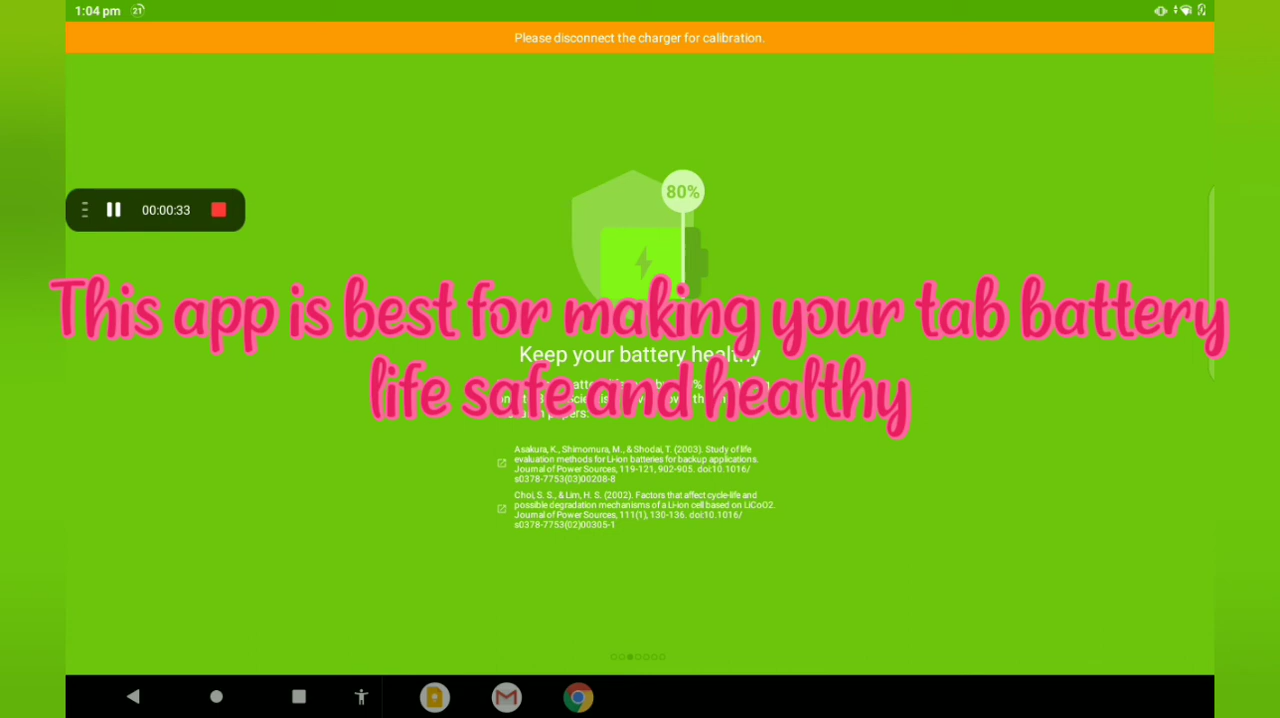 1:04 pm
21
Please disconnect the charger for calibration.
80%
00:00:33
This app is best for making your tab battery
life safe and healthy
Keep your battery healthy
Asakura, K., Shimomura, M., & Shodai, T. (2003). Study of life
evaluation methods for Li-ion batteries for backup applications.
Journal of Power Sources, 119-121, 902-905. doi:10.1016/
s0378-7753(03)00208-8
Choi, S. S., & Lim, H. S. (2002). Factors that affect cycle-life and
possible degradation mechanisms of a Li-ion cell based on LiCoO2.
Journal of Power Sources, 111(1), 130-136. doi:10.1016/
s0378-7753(02)00305-1